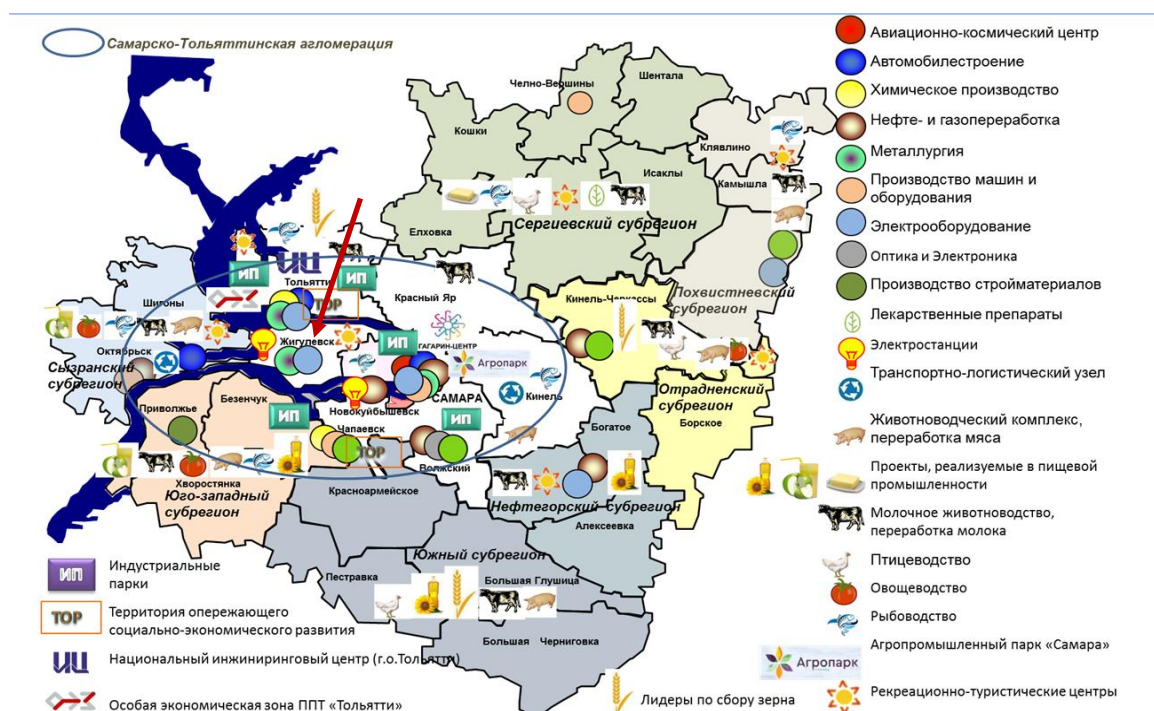 Самарско-Тольяттинская агломерация
Челно-Вершины
Шентала
Кошки
Клявлино
Исаклы
Камышла
Сергиевский субрегион
Елховка
ИЦ
ИП
ИП
Тольятти
ТОР
Красный Яр
Кинель-Черкассы
Похвистневский
субрегион
Шигоны
Жигулевск
ИП
ГАГАРИН-ЦЕНТР
Агропарк
Октябрьск
Сызранский
субрегион
Отрадненский
субрегион
Приволжье
Безенчук
Новокуйбышевск
САМАРА
Кинель
ИП
ИП
Богатое
Борское
Чапаевск
ТОР
Волжский
Хворостянка
Юго-западный
субрегион
Красноармейское
Нефтегорский субрегион
Алексеевка
Южный субрегион
Пестравка
Большая Глушица
Большая Черниговка
Авиационно-космический центр
Автомобилестроение
Химическое производство
Нефте- и газопереработка
Металлургия
Производство машин и
оборудования
Электрооборудование
Оптика и Электроника
Производство стройматериалов
Лекарственные препараты
Электростанции
Транспортно-логистический узел
Животноводческий комплекс,
переработка мяса
Проекты, реализуемые в пищевой
промышленности
Молочное животноводство,
переработка молока
Птицеводство
Овощеводство
Рыбоводство
Агропарк
Агропромышленный парк «Самара»
Рекреационно-туристические центры
Лидеры по сбору зерна
ИП
Индустриальные
парки
ТОР
Территория опережающего
социально-экономического развития
ИЦ
Национальный инжиниринговый центр (г.о.Тольятти)
Особая экономическая зона ППТ «Тольятти»